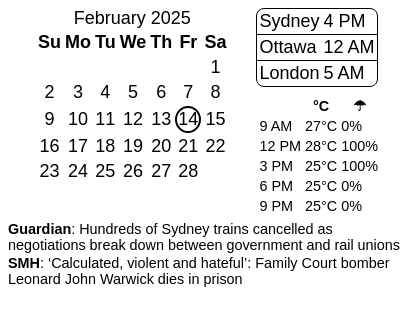 February 2025
Su Mo Tu We Th Fr Sa
1
2 3 4 5 6 7 8
9 10 11 12 13 14 15
16 17 18 19 20 21 22
23 24 25 26 27 28
Sydney 4 PM
Ottawa 12 AM
London 5 AM
°C ☂
9 AM 27°C 0%
12 PM 28°C 100%
3 PM 25°C 100%
6 PM 25°C 0%
9 PM 25°C 0%
Guardian: Hundreds of Sydney trains cancelled as
negotiations break down between government and rail unions
SMH: ‘Calculated, violent and hateful’: Family Court bomber
Leonard John Warwick dies in prison